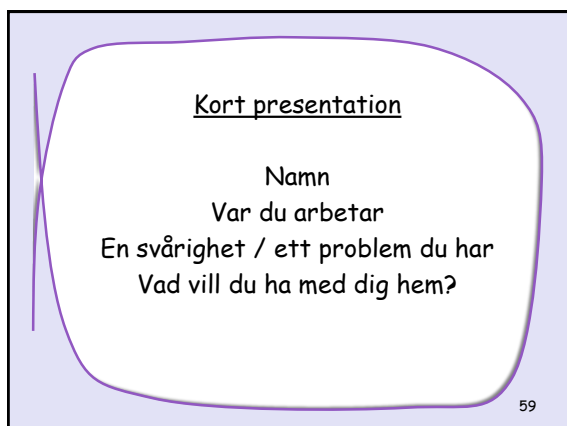 Kort presentation
Namn
Var du arbetar
En svårighet / ett problem du har
Vad vill du ha med dig hem?
59